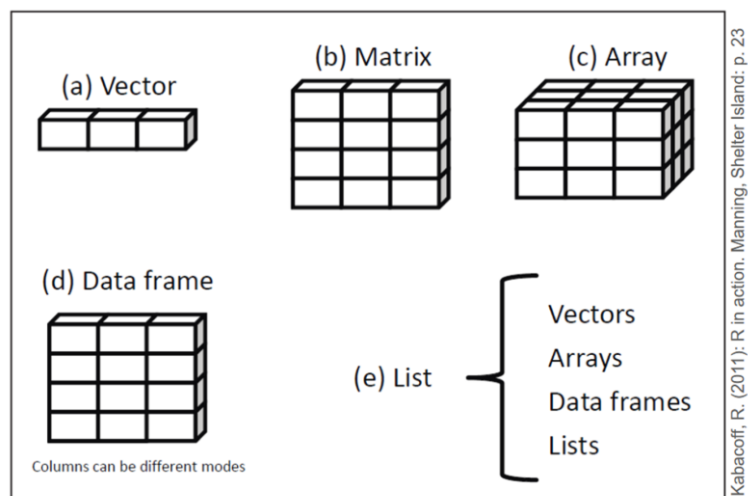 (a) Vector
(b) Matrix
(c) Array
(d) Data frame
Columns can be different modes
(e) List
Vectors
Arrays
Data frames
Lists
Kabacoff, R. (2011): R in action. Manning, Shelter Island: p. 23